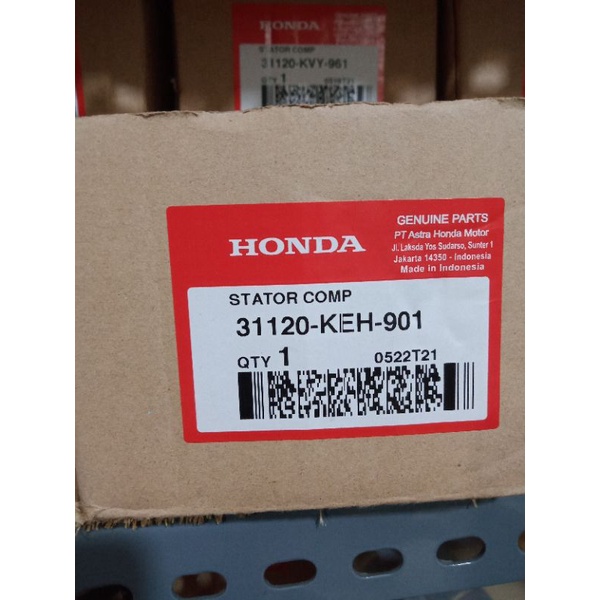 HONDA
STATOR COMP
31120-KVY-961
QTY 1
HONDA
GENUINE PARTS
PT Astra Honda Motor
Jl. Laksda Yos Sudarso, Sunter 1
Jakarta 14350 - Indonesia
Made in Indonesia
STATOR COMP
31120-KEH-901
QTY 1 0522T21